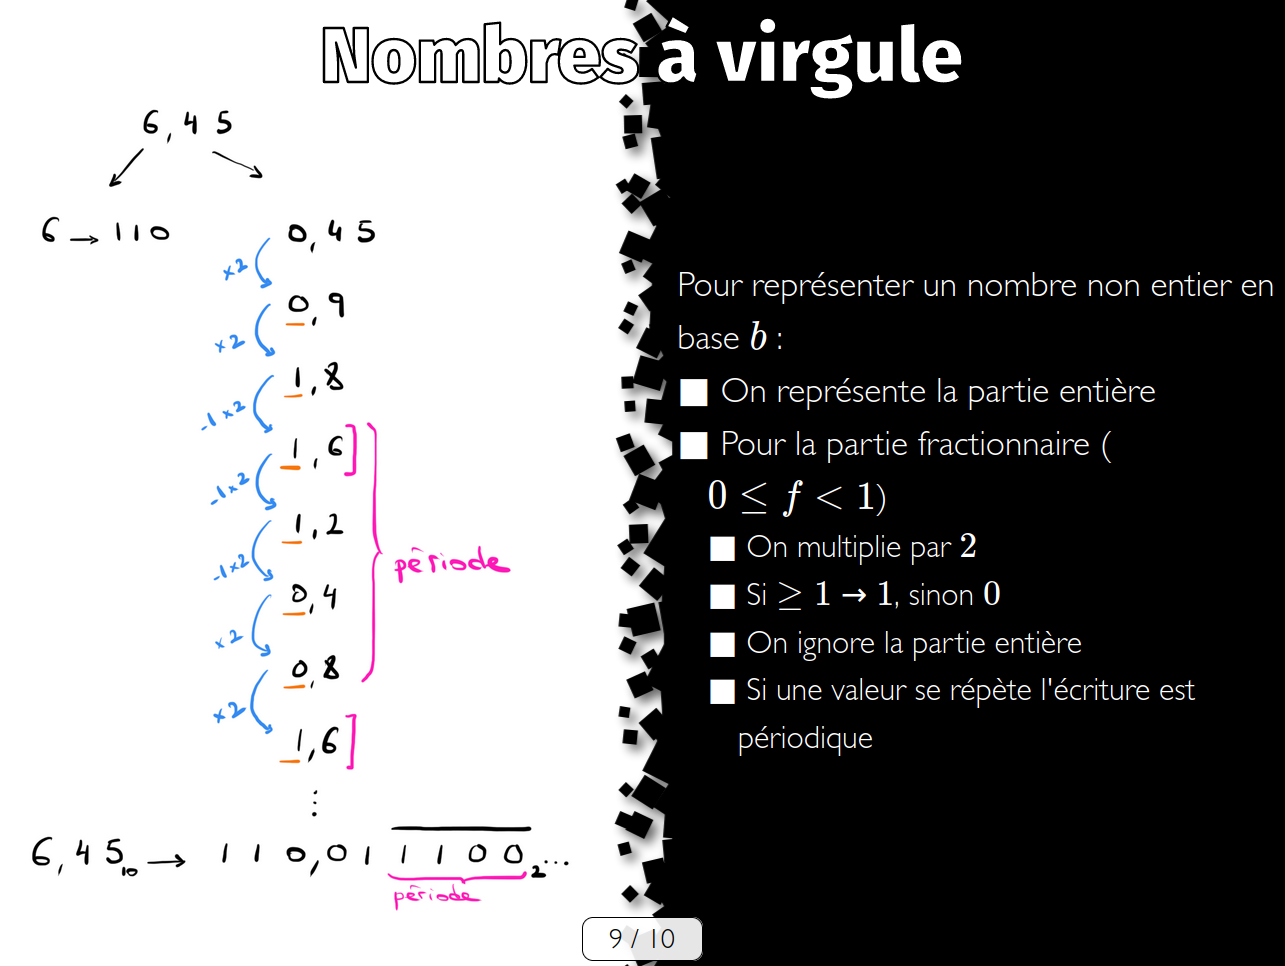 Nombres à virgule
6,45
6 → 110
0,45
×2
0,9
×2
1,8
-1 ×2
1,6]
-1 ×2
1,2
période
-1 ×2
0,4
×2
0,8
×2
1,6]
⋮
6,45₁₀ → 110,011100₂...
période
Pour représenter un nombre non entier en
base b :
On représente la partie entière
Pour la partie fractionnaire (
0 ≤ f < 1)
On multiplie par 2
Si ≥ 1 → 1, sinon 0
On ignore la partie entière
Si une valeur se répète l'écriture est
périodique
9 / 10